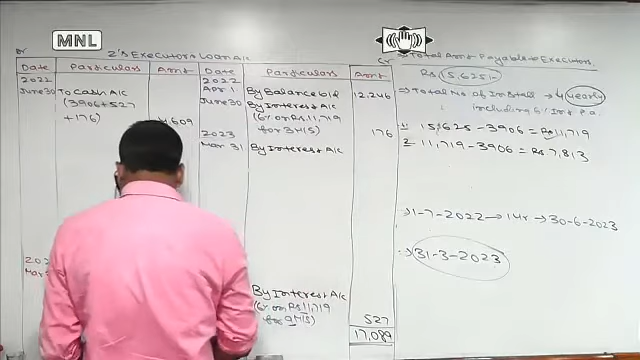 MNL
Dr
Z's Executors Loan A/c
Cr
Date Particulars Amt Date Particulars Amt
2022
June 30 To Cash A/c
(3906+527
+176)
4,609
2022
Apr 1 By Balance b/d 12,246
June 30 By Interest A/c
(6% on Rs.11,719
for 3M(s) 176
2023
Mar 31 By Interest A/c
By Interest A/c
(6% on Rs 11,719
for 9M(s) 527
17,089
Total Amt Payable to Executors,
Rs 15,625/-
Total No of Install → 4 yearly
including 6% Int P.a.
1 15,625-3906 = Rs 11,719
2 11,719-3906 = Rs 7,813
1-7-2022 → 1Yr → 30-6-2023
31-3-2023